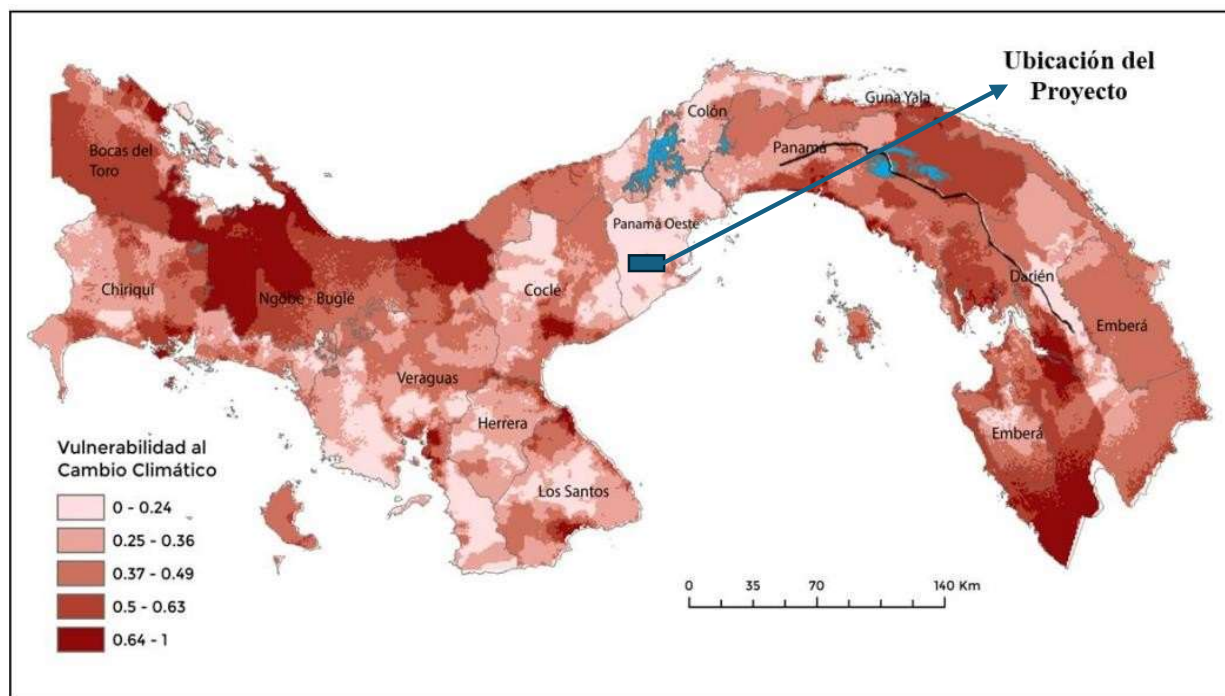 Ubicación del
Proyecto
Guna Yala
Colón
Panamá
Bocas del
Toro
Panamá Oeste
Chiriquí
Ngöbe - Buglé
Coclé
Darién
Emberá
Veraguas
Herrera
Emberá
Los Santos
Vulnerabilidad al
Cambio Climático
0 - 0.24
0.25 - 0.36
0.37 - 0.49
0.5 - 0.63
0.64 - 1
0 35 70 140 Km